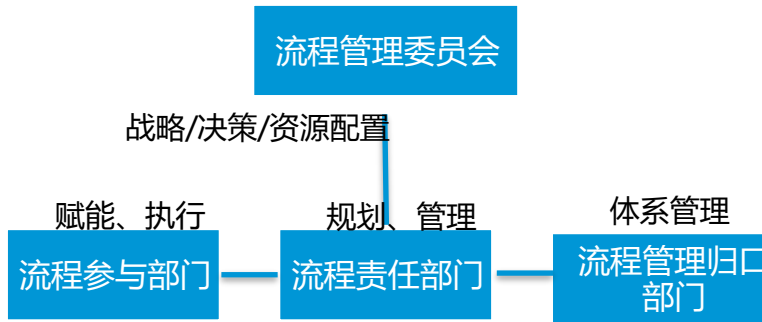 流程管理委员会
战略/决策/资源配置
赋能、执行
规划、管理
体系管理
流程参与部门
流程责任部门
流程管理归口
部门